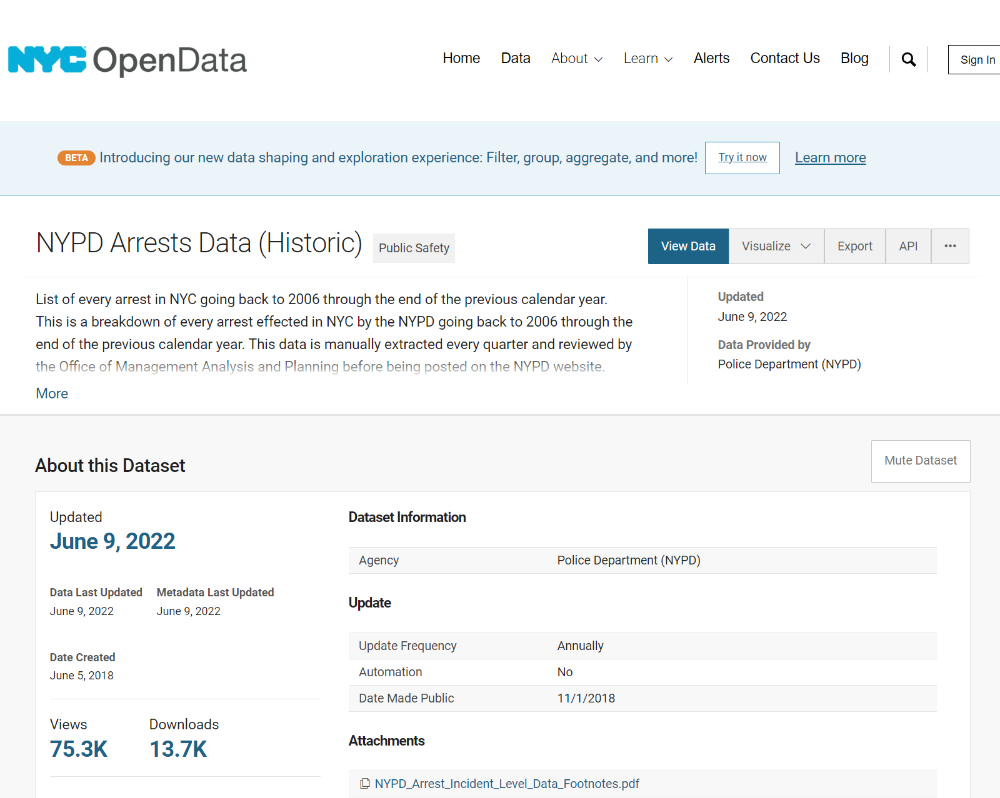 NYC OpenData
Home Data About Learn Alerts Contact Us Blog Sign In
BETA Introducing our new data shaping and exploration experience: Filter, group, aggregate, and more! Try it now Learn more
NYPD Arrests Data (Historic) Public Safety
View Data Visualize Export API ...
List of every arrest in NYC going back to 2006 through the end of the previous calendar year.
This is a breakdown of every arrest effected in NYC by the NYPD going back to 2006 through the
end of the previous calendar year. This data is manually extracted every quarter and reviewed by
the Office of Management Analysis and Planning before being posted on the NYPD website.
More
Updated
June 9, 2022
Data Provided by
Police Department (NYPD)
About this Dataset
Mute Dataset
Updated
June 9, 2022
Data Last Updated Metadata Last Updated
June 9, 2022 June 9, 2022
Date Created
June 5, 2018
Views Downloads
75.3K 13.7K
Dataset Information
Agency Police Department (NYPD)
Update
Update Frequency Annually
Automation No
Date Made Public 11/1/2018
Attachments
NYPD_Arrest_Incident_Level_Data_Footnotes.pdf